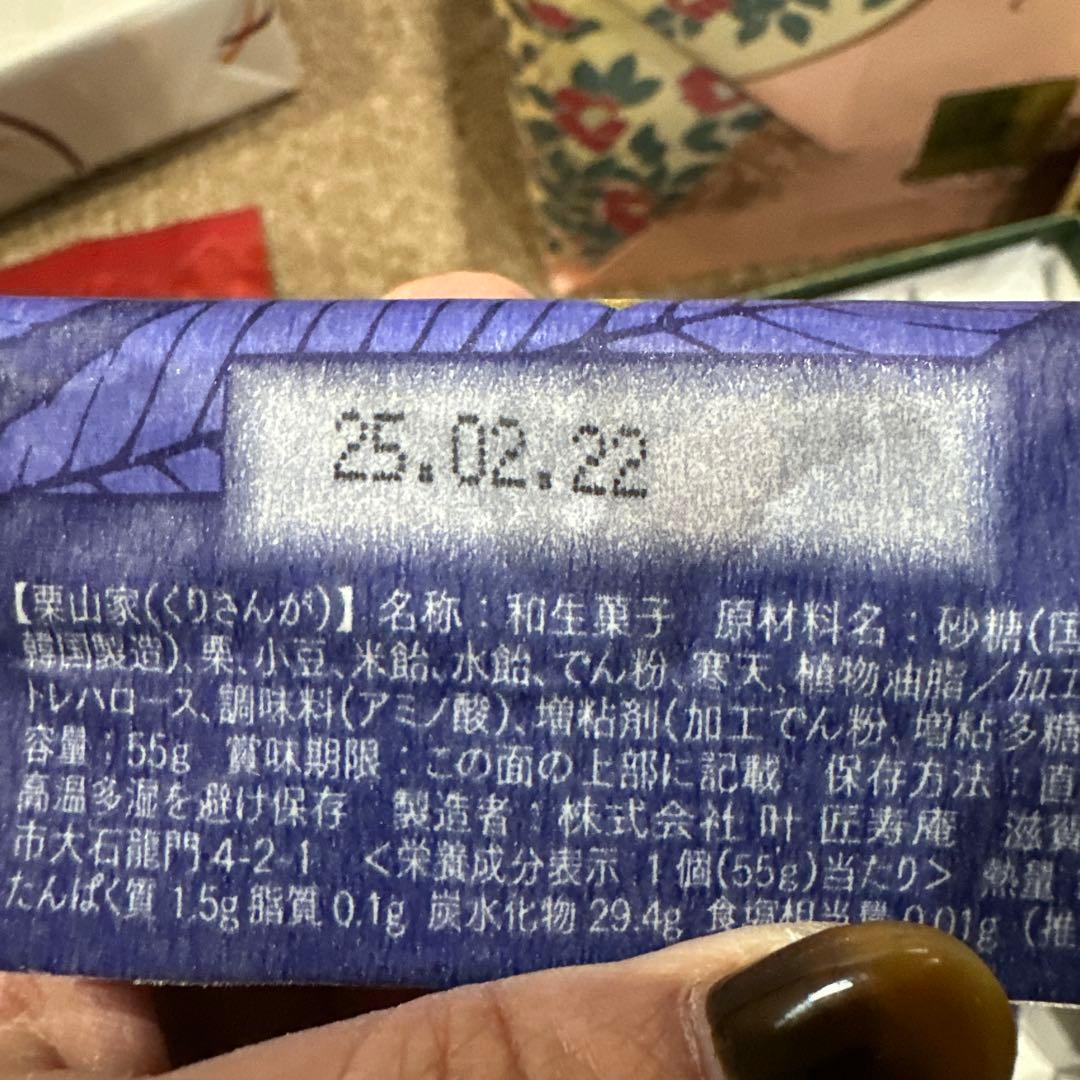 25.02.22
【栗山家(くりさんが)】 名称：和生菓子 原材料名：砂糖(国
韓国製造)、栗、小豆、米飴、水飴、でん粉、寒天、植物油脂／加工
トレハロース、調味料(アミノ酸)、増粘剤(加工でん粉、増粘多糖
容量：55g 賞味期限：この面の上部に記載 保存方法：直
高温多湿を避け保存 製造者：株式会社 叶 匠寿庵 滋賀
市大石龍門4-2-1 <栄養成分表示 1個(55g)当たり> 熱量
たんぱく質 1.5g 脂質 0.1g 炭水化物 29.4g 食塩相当量 0.01g (推